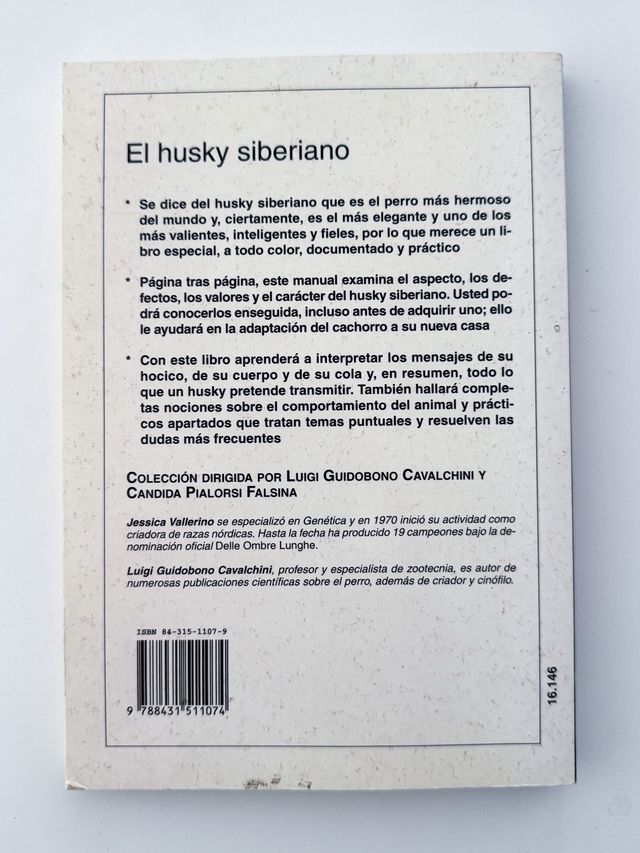 El husky siberiano
* Se dice del husky siberiano que es el perro más hermoso
del mundo y, ciertamente, es el más elegante y uno de los
más valientes, inteligentes y fieles, por lo que merece un li-
bro especial, a todo color, documentado y práctico
* Página tras página, este manual examina el aspecto, los de-
fectos, los valores y el carácter del husky siberiano. Usted po-
drá conocerlos enseguida, incluso antes de adquirir uno; ello
le ayudará en la adaptación del cachorro a su nueva casa
* Con este libro aprenderá a interpretar los mensajes de su
hocico, de su cuerpo y de su cola y, en resumen, todo lo
que un husky pretende transmitir. También hallará comple-
tas nociones sobre el comportamiento del animal y prácti-
cos apartados que tratan temas puntuales y resuelven las
dudas más frecuentes
COLECCIÓN DIRIGIDA POR LUIGI GUIDOBONO CAVALCHINI Y
CANDIDA PIALORSI FALSINA
Jessica Vallerino se especializó en Genética y en 1970 inició su actividad como
criadora de razas nórdicas. Hasta la fecha ha producido 19 campeones bajo la de-
nominación oficial Delle Ombre Lunghe.
Luigi Guidobono Cavalchini, profesor y especialista de zootecnia, es autor de
numerosas publicaciones científicas sobre el perro, además de criador y cinófilo.
ISBN 84-315-1107-9
9 788431 511074
16.146